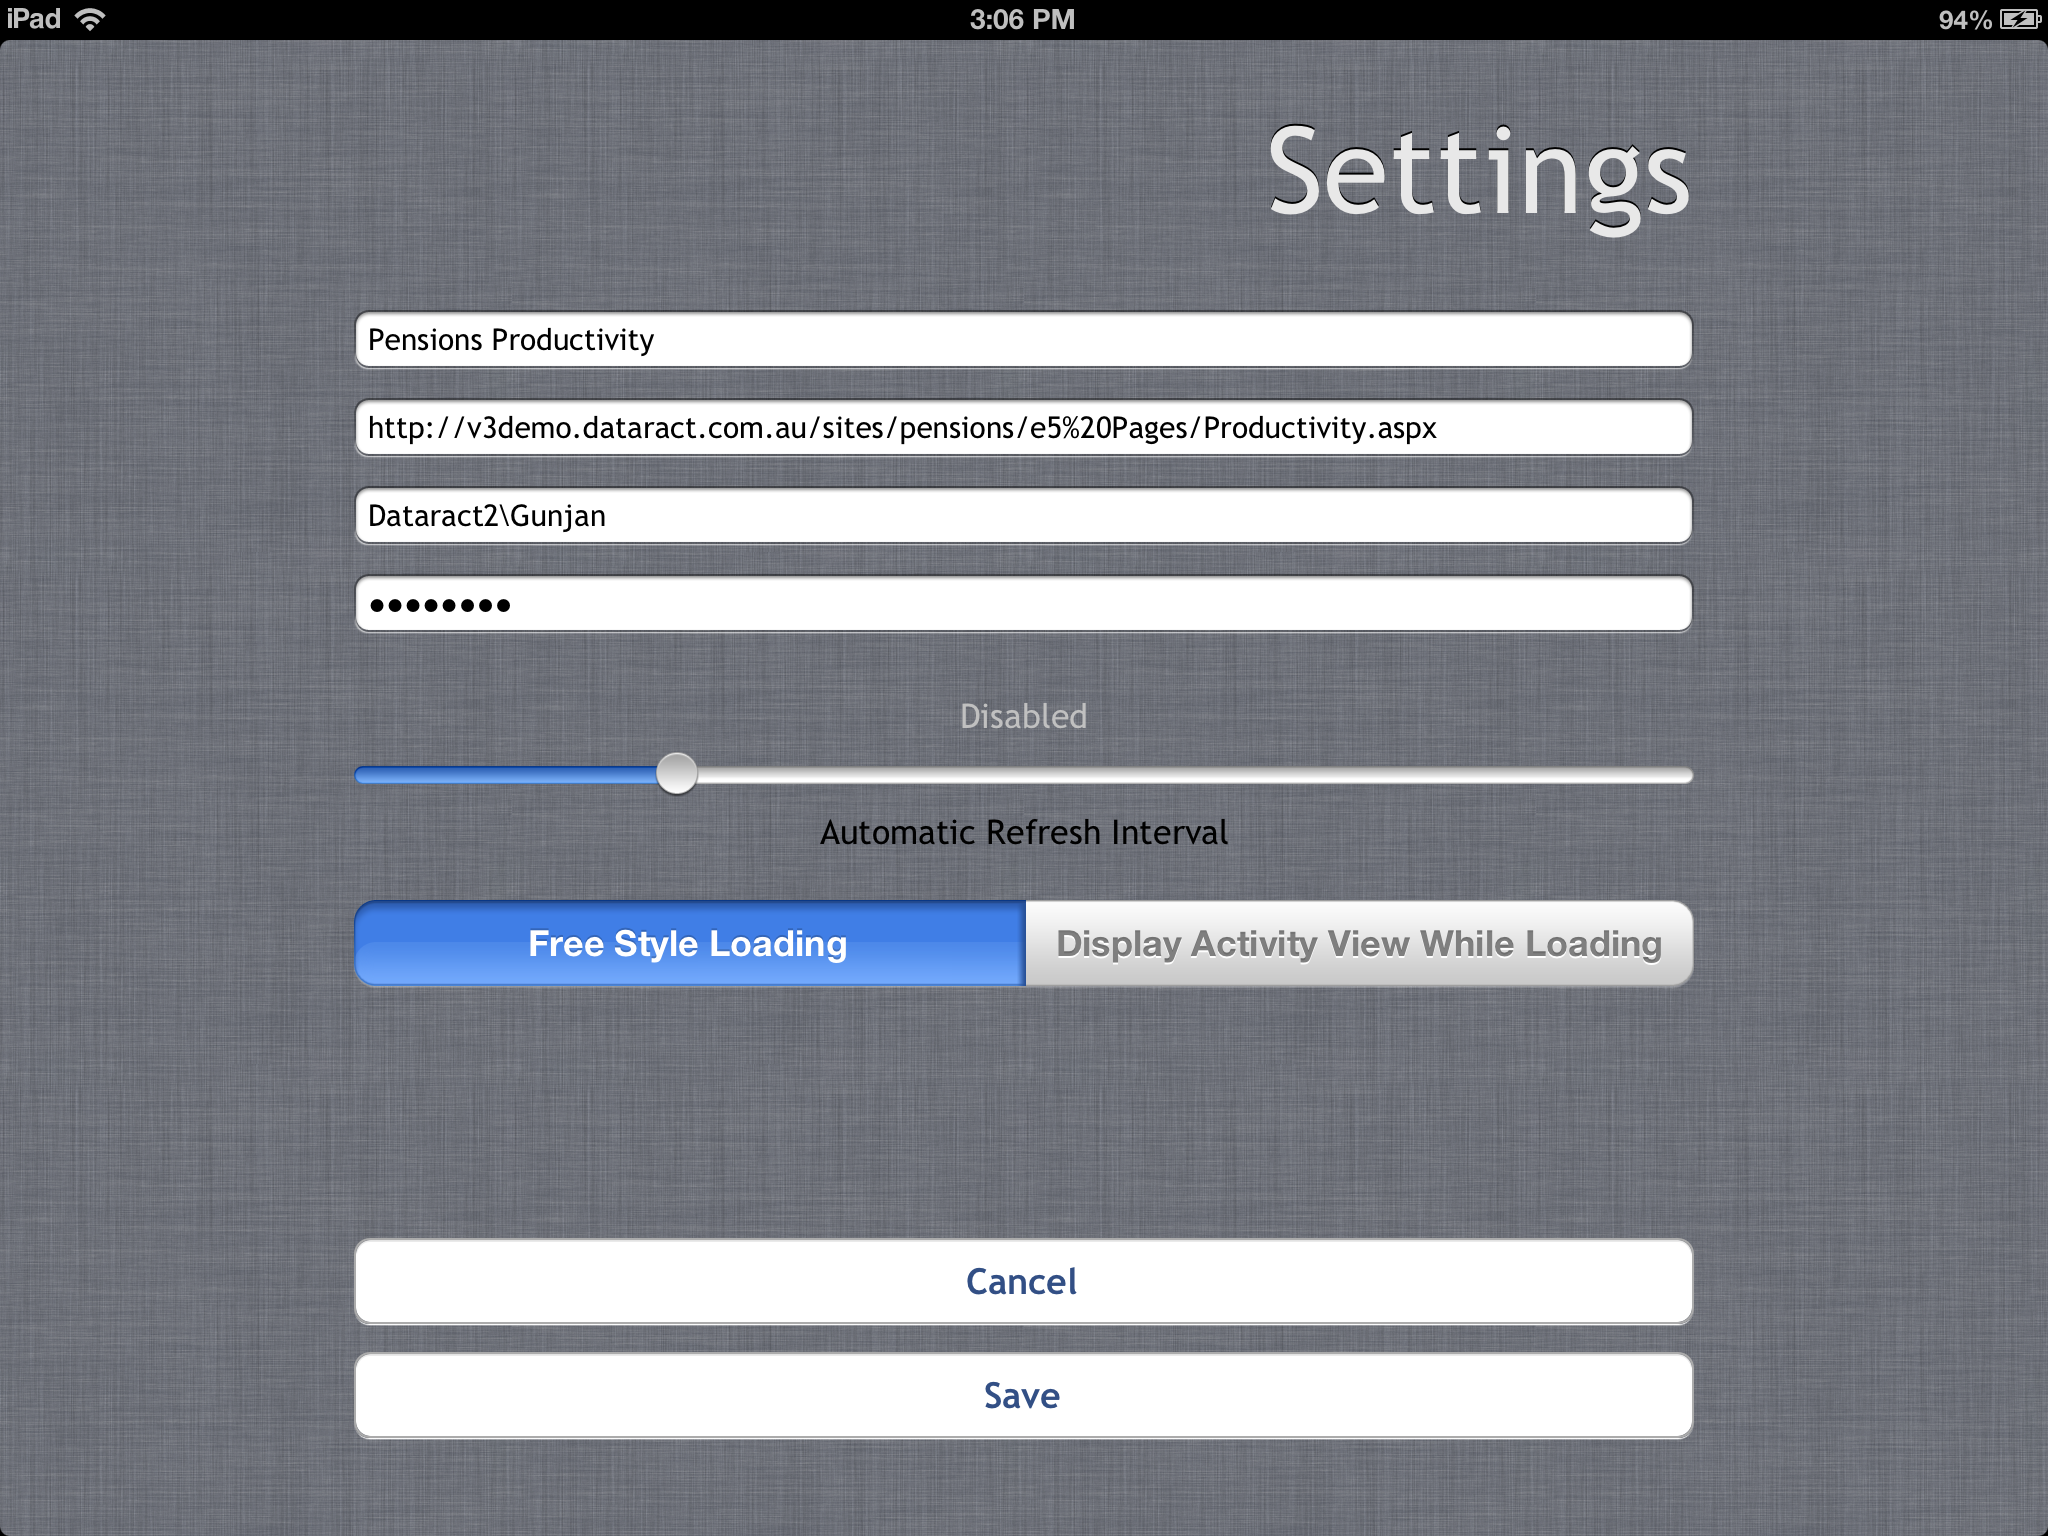 iPad 3:06 PM 94%
Settings
Pensions Productivity
http://v3demo.dataract.com.au/sites/pensions/e5%20Pages/Productivity.aspx
Dataract2\Gunjan
••••••••
Disabled
Automatic Refresh Interval
Free Style Loading Display Activity View While Loading
Cancel
Save